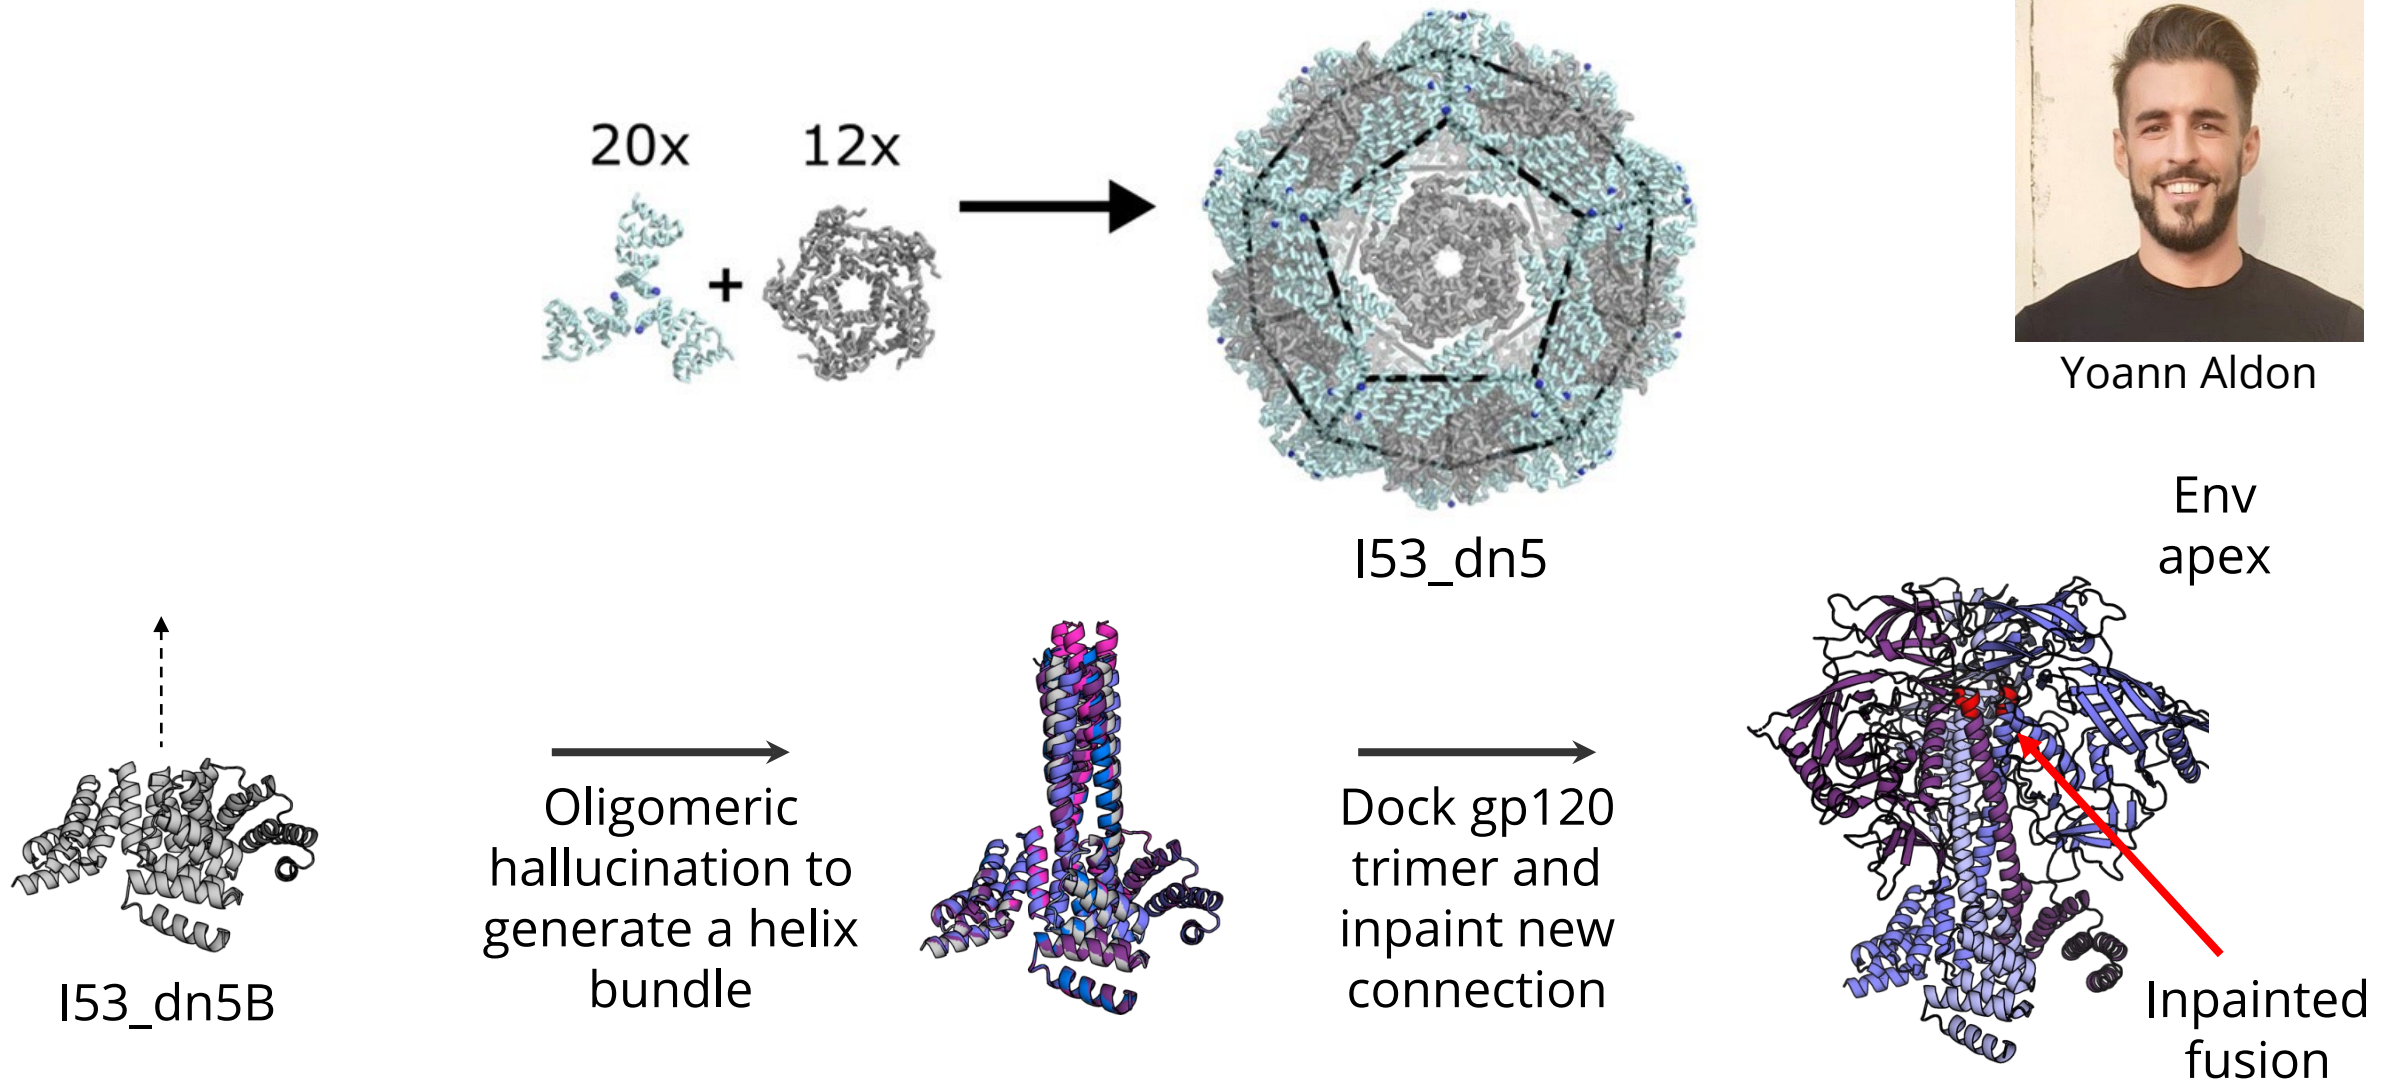 20x
12x
+
I53_dn5
Yoann Aldon
Env
apex
I53_dn5B
Oligomeric
hallucination to
generate a helix
bundle
Dock gp120
trimer and
inpaint new
connection
Inpainted
fusion